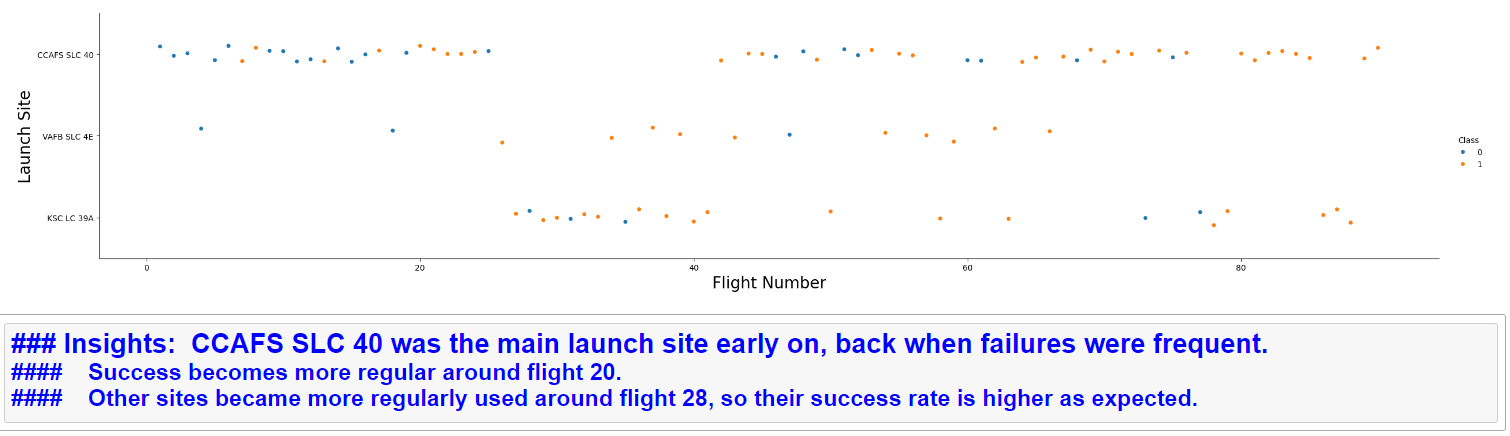 CCAFS SLC 40
VAFB SLC 4E
KSC LC 39A
Launch Site
0 20 40 60 80
Flight Number
Class
0
1
### Insights:  CCAFS SLC 40 was the main launch site early on, back when failures were frequent.
####    Success becomes more regular around flight 20.
####    Other sites became more regularly used around flight 28, so their success rate is higher as expected.